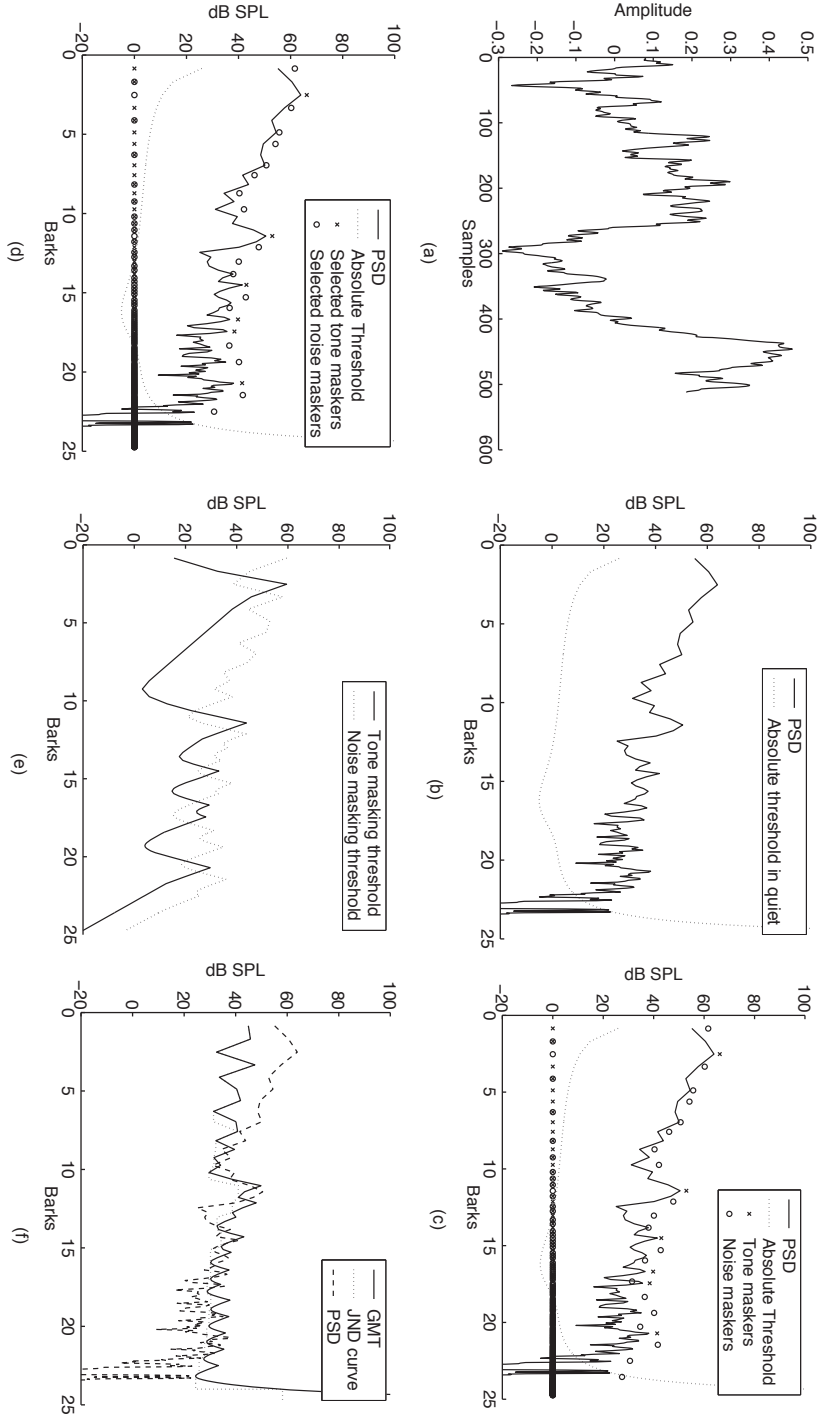 Amplitude
0.5
0.4
0.3
0.2
0.1
0
−0.1
−0.2
−0.3
0
100
200
300
400
500
600
Samples
(a)
dB SPL
100
80
60
40
20
0
−20
0
5
10
15
20
25
Barks
PSD
Absolute threshold in quiet
(b)
dB SPL
100
80
60
40
20
0
−20
0
5
10
15
20
25
Barks
PSD
Absolute Threshold
Tone maskers
Noise maskers
(c)
dB SPL
100
80
60
40
20
0
−20
0
5
10
15
20
25
Barks
PSD
Absolute Threshold
Selected tone maskers
Selected noise maskers
(d)
dB SPL
100
80
60
40
20
0
−20
0
5
10
15
20
25
Barks
Tone masking threshold
Noise masking threshold
(e)
dB SPL
100
80
60
40
20
0
−20
0
5
10
15
20
25
Barks
GMT
JND curve
PSD
(f)